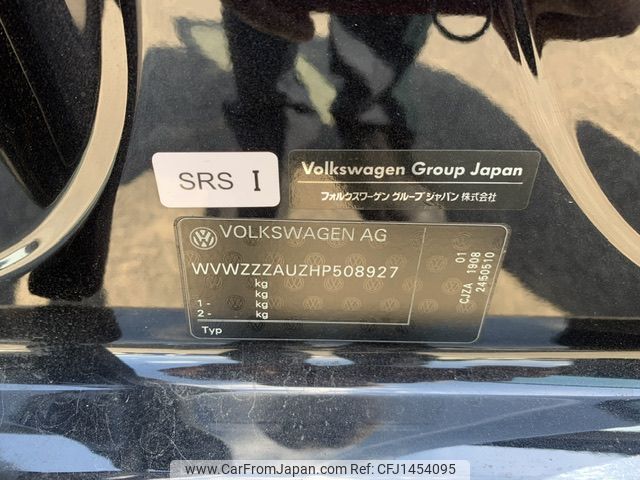 SRS I
Volkswagen Group Japan
フォルクスワーゲン グループ ジャパン 株式会社
VOLKSWAGEN AG
WVWZZZAUZHP508927
kg
kg
1 - kg
2 - kg
Typ
01
CJZA 1908
2450510
www.CarFromJapan.com | Ref No. CFJ1454095